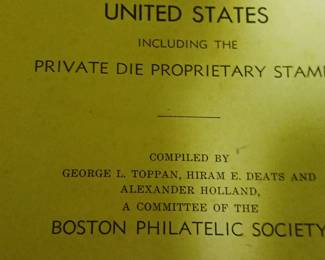 UNITED STATES
INCLUDING THE
PRIVATE DIE PROPRIETARY STAM
COMPILED BY
GEORGE L. TOPPAN, HIRAM E. DEATS AND
ALEXANDER HOLLAND,
A COMMITTEE OF THE
BOSTON PHILATELIC SOCIETY